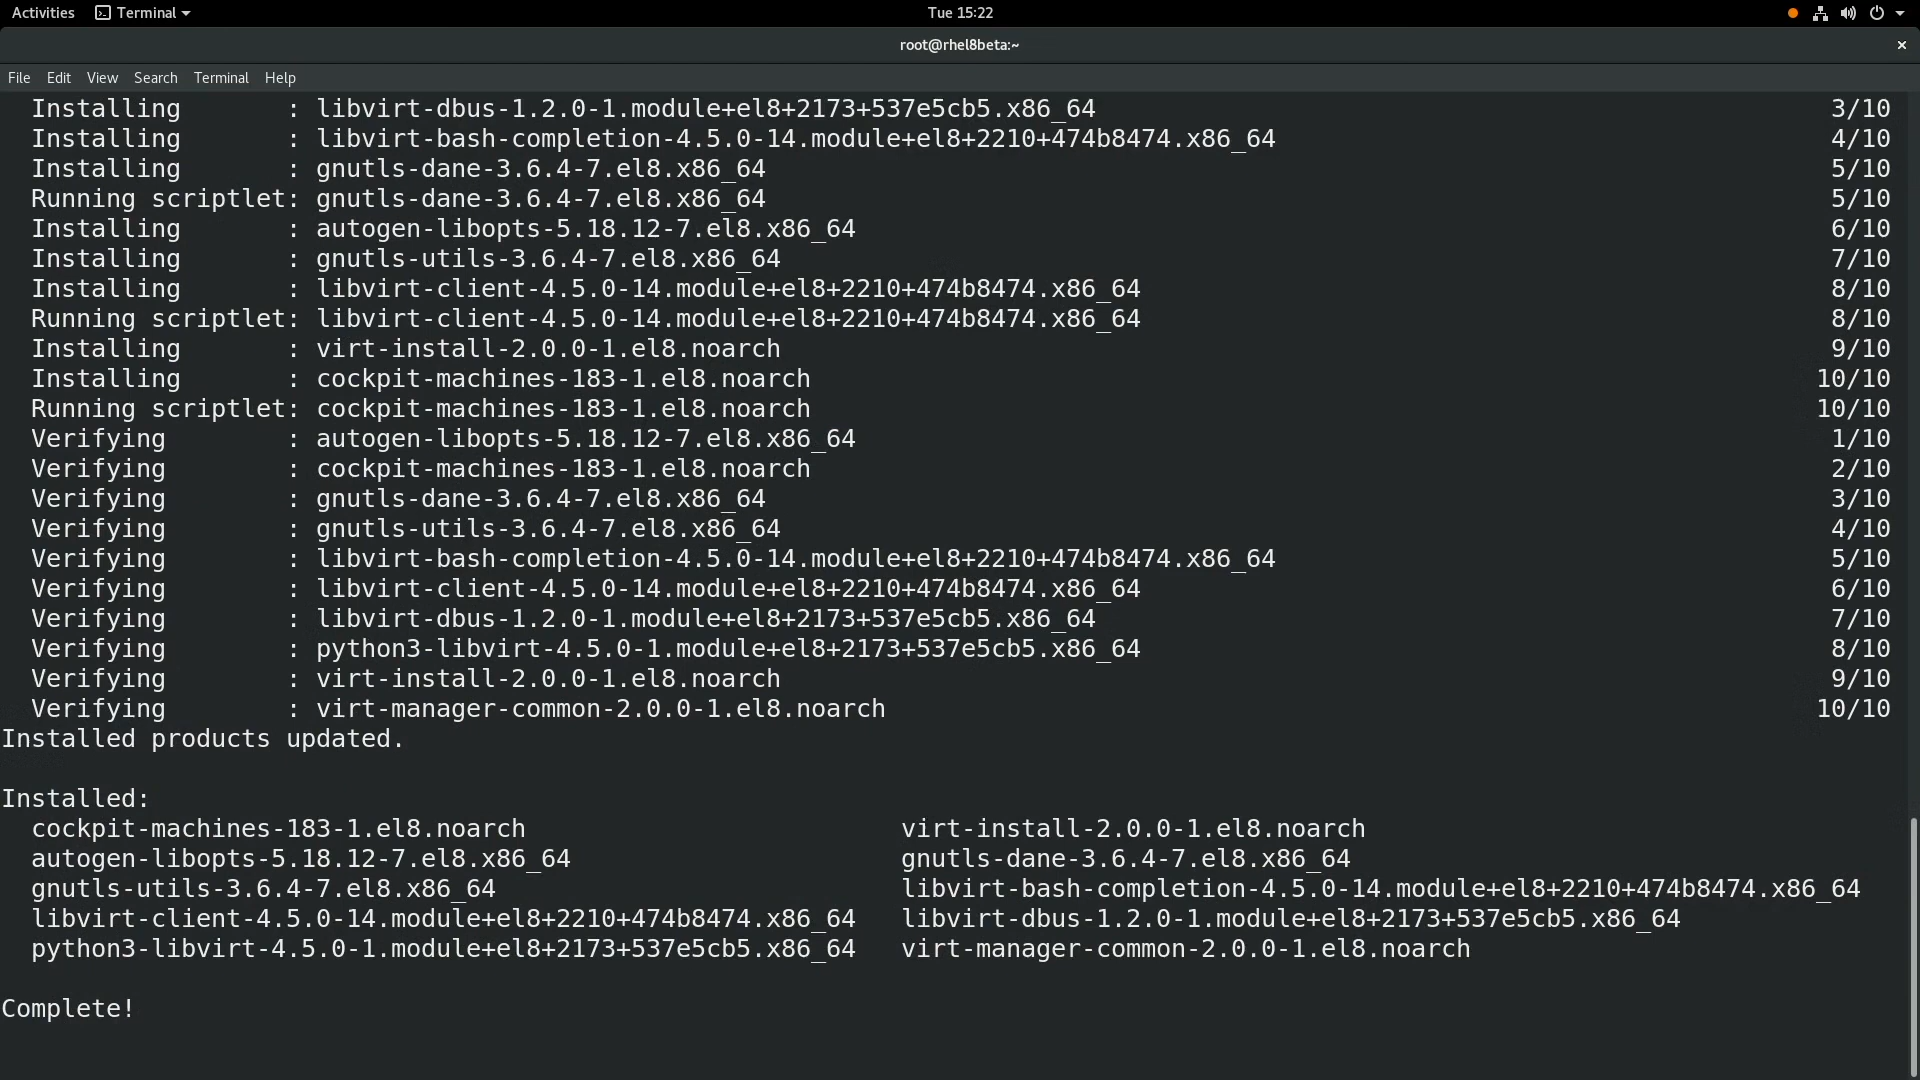 Activities Terminal Tue 15:22
root@rhel8beta:~ ×
File Edit View Search Terminal Help
  Installing       : libvirt-dbus-1.2.0-1.module+el8+2173+537e5cb5.x86_64 3/10
  Installing       : libvirt-bash-completion-4.5.0-14.module+el8+2210+474b8474.x86_64 4/10
  Installing       : gnutls-dane-3.6.4-7.el8.x86_64 5/10
  Running scriptlet: gnutls-dane-3.6.4-7.el8.x86_64 5/10
  Installing       : autogen-libopts-5.18.12-7.el8.x86_64 6/10
  Installing       : gnutls-utils-3.6.4-7.el8.x86_64 7/10
  Installing       : libvirt-client-4.5.0-14.module+el8+2210+474b8474.x86_64 8/10
  Running scriptlet: libvirt-client-4.5.0-14.module+el8+2210+474b8474.x86_64 8/10
  Installing       : virt-install-2.0.0-1.el8.noarch 9/10
  Installing       : cockpit-machines-183-1.el8.noarch 10/10
  Running scriptlet: cockpit-machines-183-1.el8.noarch 10/10
  Verifying        : autogen-libopts-5.18.12-7.el8.x86_64 1/10
  Verifying        : cockpit-machines-183-1.el8.noarch 2/10
  Verifying        : gnutls-dane-3.6.4-7.el8.x86_64 3/10
  Verifying        : gnutls-utils-3.6.4-7.el8.x86_64 4/10
  Verifying        : libvirt-bash-completion-4.5.0-14.module+el8+2210+474b8474.x86_64 5/10
  Verifying        : libvirt-client-4.5.0-14.module+el8+2210+474b8474.x86_64 6/10
  Verifying        : libvirt-dbus-1.2.0-1.module+el8+2173+537e5cb5.x86_64 7/10
  Verifying        : python3-libvirt-4.5.0-1.module+el8+2173+537e5cb5.x86_64 8/10
  Verifying        : virt-install-2.0.0-1.el8.noarch 9/10
  Verifying        : virt-manager-common-2.0.0-1.el8.noarch 10/10
Installed products updated.

Installed:
  cockpit-machines-183-1.el8.noarch virt-install-2.0.0-1.el8.noarch
  autogen-libopts-5.18.12-7.el8.x86_64 gnutls-dane-3.6.4-7.el8.x86_64
  gnutls-utils-3.6.4-7.el8.x86_64 libvirt-bash-completion-4.5.0-14.module+el8+2210+474b8474.x86_64
  libvirt-client-4.5.0-14.module+el8+2210+474b8474.x86_64 libvirt-dbus-1.2.0-1.module+el8+2173+537e5cb5.x86_64
  python3-libvirt-4.5.0-1.module+el8+2173+537e5cb5.x86_64 virt-manager-common-2.0.0-1.el8.noarch

Complete!